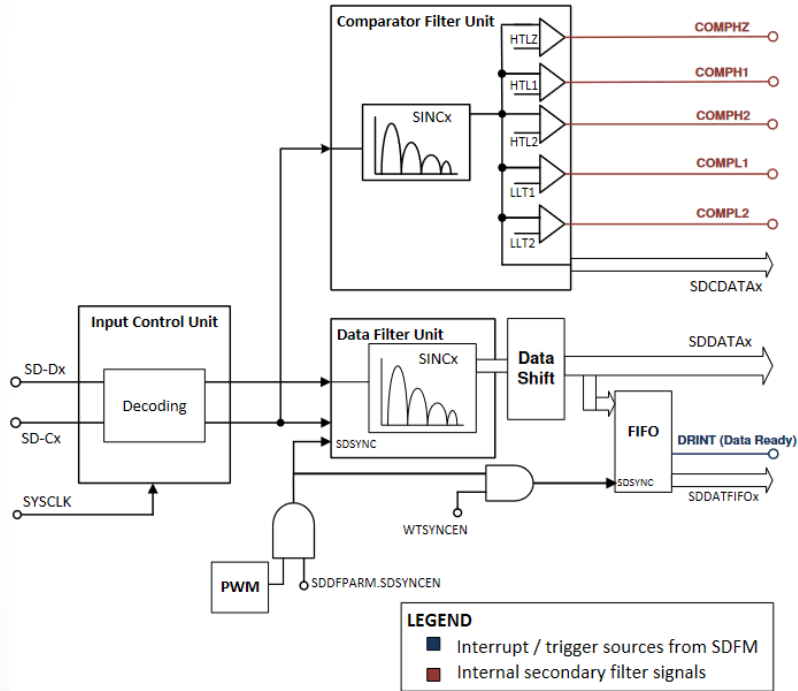 Comparator Filter Unit
HTLZ
COMPHZ
HTL1
COMPH1
SINCx
HTL2
COMPH2
LLT1
COMPL1
LLT2
COMPL2
SDCDATAx
Input Control Unit
SD-Dx
Decoding
SD-Cx
SYSCLK
Data Filter Unit
SINCx
SDSYNC
Data
Shift
SDDATAx
FIFO
DRINT (Data Ready)
SDSYNC
SDDATFIFOx
WTSYNCEN
PWM
SDDFPARM.SDSYNCEN
LEGEND
Interrupt / trigger sources from SDFM
Internal secondary filter signals